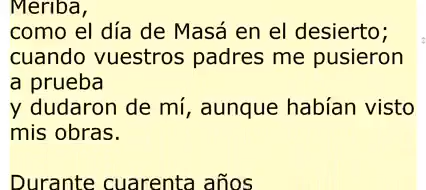 Meriba,
como el día de Masá en el desierto;
cuando vuestros padres me pusieron
a prueba
y dudaron de mí, aunque habían visto
mis obras.
Durante cuarenta años